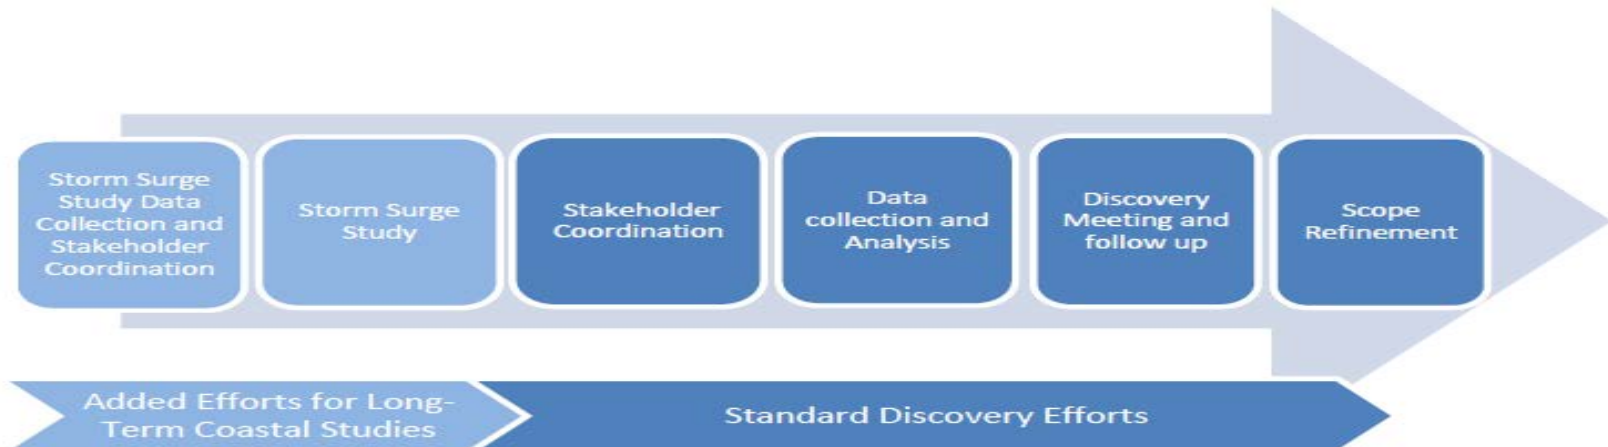 Storm Surge
Study Data
Collection and
Stakeholder
Coordination
Storm Surge
Study
Stakeholder
Coordination
Data
collection and
Analysis
Discovery
Meeting and
follow up
Scope
Refinement
Added Efforts for Long-
Term Coastal Studies
Standard Discovery Efforts